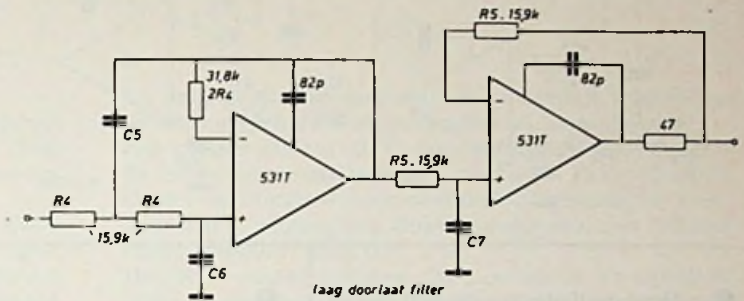 R5.15,9k
31,8k
2R4
82p
82p
C5
531T
531T
47
R5.15,9k
R4
R4
15,9k
C6
C7
laag doorlaat filter